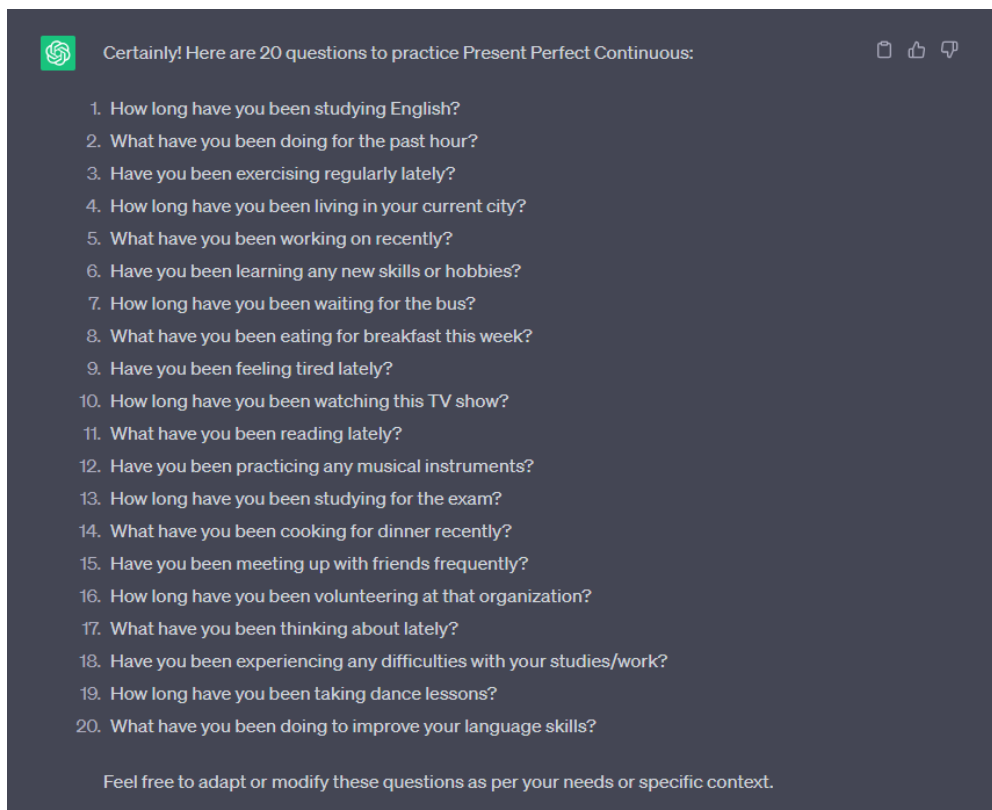 Certainly! Here are 20 questions to practice Present Perfect Continuous:
1. How long have you been studying English?
2. What have you been doing for the past hour?
3. Have you been exercising regularly lately?
4. How long have you been living in your current city?
5. What have you been working on recently?
6. Have you been learning any new skills or hobbies?
7. How long have you been waiting for the bus?
8. What have you been eating for breakfast this week?
9. Have you been feeling tired lately?
10. How long have you been watching this TV show?
11. What have you been reading lately?
12. Have you been practicing any musical instruments?
13. How long have you been studying for the exam?
14. What have you been cooking for dinner recently?
15. Have you been meeting up with friends frequently?
16. How long have you been volunteering at that organization?
17. What have you been thinking about lately?
18. Have you been experiencing any difficulties with your studies/work?
19. How long have you been taking dance lessons?
20. What have you been doing to improve your language skills?
Feel free to adapt or modify these questions as per your needs or specific context.